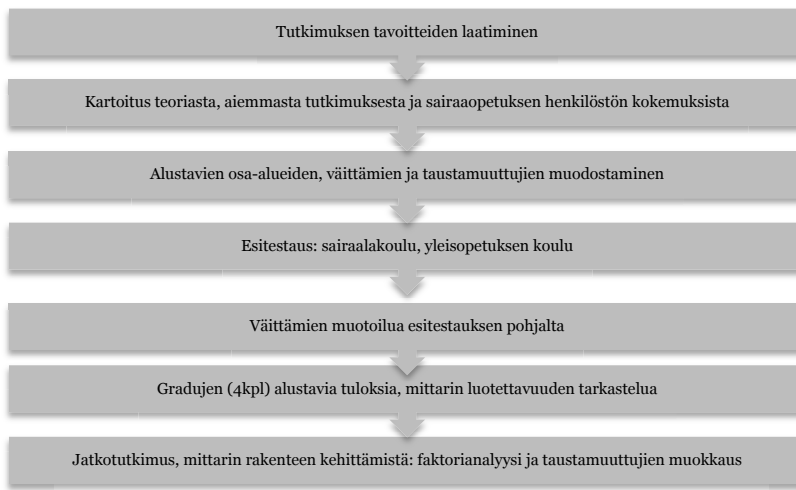 Tutkimuksen tavoitteiden laatiminen
Kartoitus teoriasta, aiemmasta tutkimuksesta ja sairaaopetuksen henkilöstön kokemuksista
Alustavien osa-alueiden, väittämien ja taustamuuttujien muodostaminen
Esitestaus: sairaalakoulu, yleisopetuksen koulu
Väittämien muotoilua esitestauksen pohjalta
Gradujen (4kpl) alustavia tuloksia, mittarin luotettavuuden tarkastelua
Jatkotutkimus, mittarin rakenteen kehittämistä: faktorianalyysi ja taustamuuttujien muokkaus